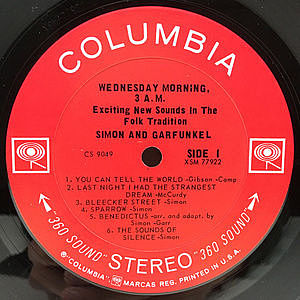 COLUMBIA
WEDNESDAY MORNING,
3 A.M.
Exciting New Sounds In The
Folk Tradition
SIMON AND GARFUNKEL
CS 9049
SIDE 1
XSM 77922
1. YOU CAN TELL THE WORLD -Gibson-Camp
2. LAST NIGHT I HAD THE STRANGEST
DREAM -McCurdy
3. BLEECKER STREET -Simon
4. SPARROW -Simon
5. BENEDICTUS -arr. and adapt. by
Simon-Garr
6. THE SOUNDS OF
SILENCE -Simon
"360 SOUND" STEREO "360 SOUND"
® "COLUMBIA", MARCAS REG. PRINTED IN U.S.A.